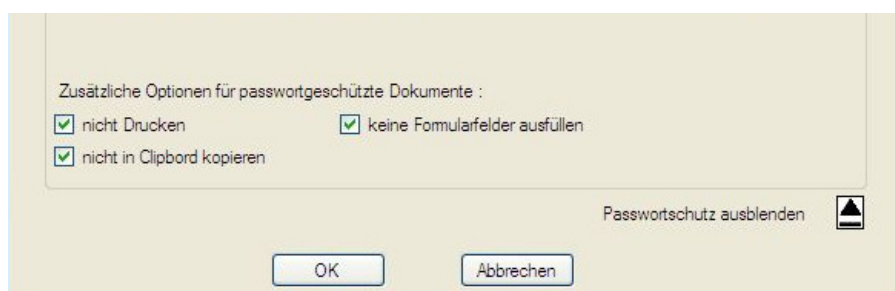 Zusätzliche Optionen für passwortgeschützte Dokumente :
nicht Drucken keine Formularfelder ausfüllen
nicht in Clipbord kopieren
Passwortschutz ausblenden
OK Abbrechen